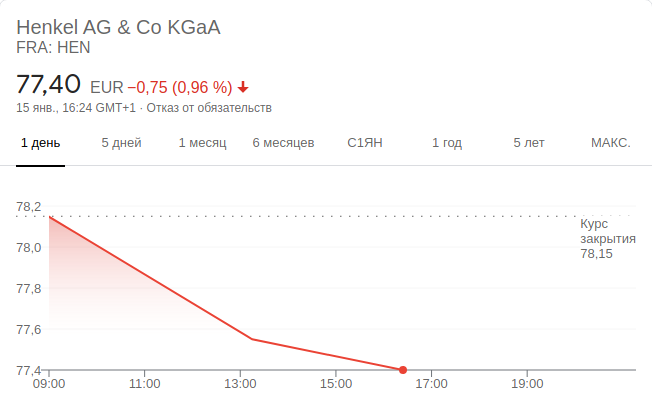 Henkel AG & Co KGaA
FRA: HEN
77,40 EUR −0,75 (0,96 %)
15 янв., 16:24 GMT+1 · Отказ от обязательств
1 день 5 дней 1 месяц 6 месяцев С1ЯН 1 год 5 лет МАКС.
78,2
Курс
закрытия
78,15
78,0
77,8
77,6
77,4
09:00 11:00 13:00 15:00 17:00 19:00